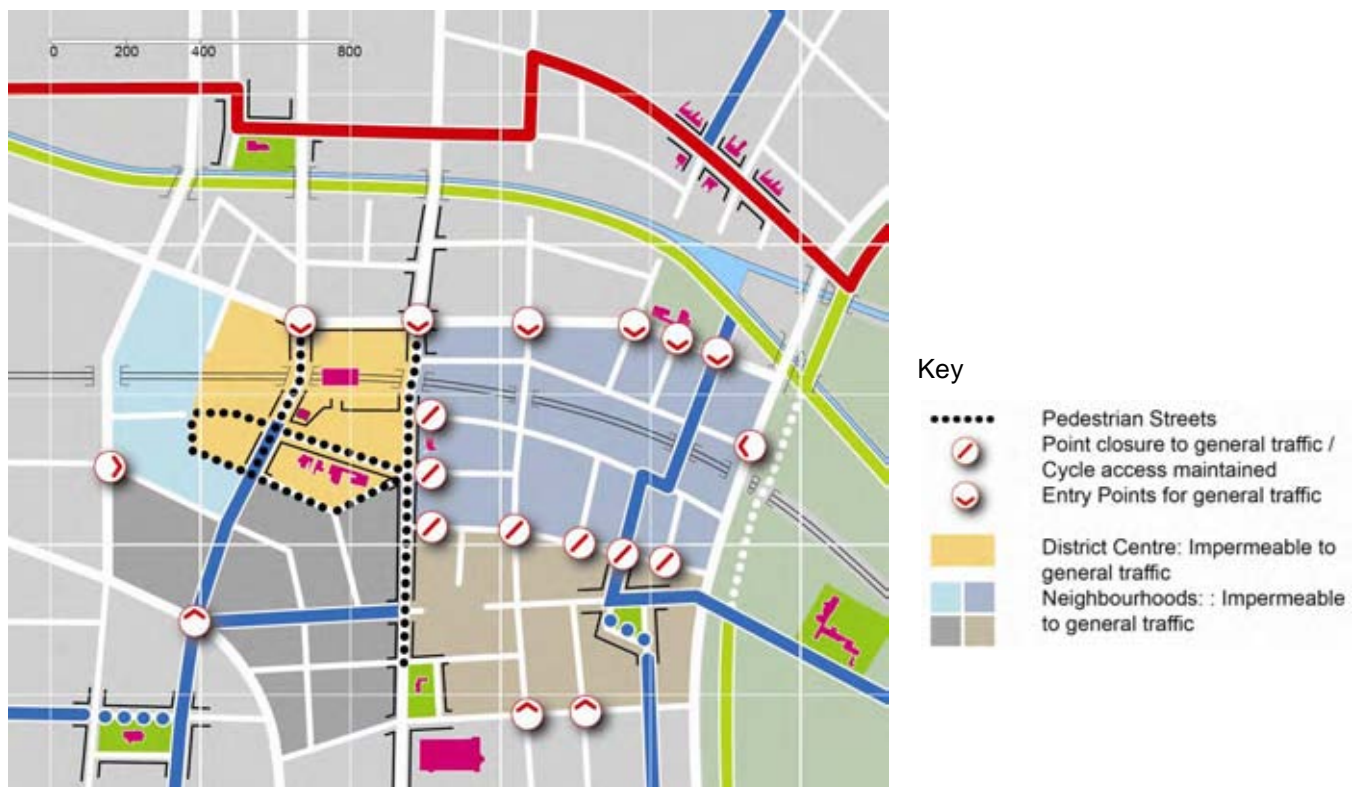 0 200 400 800
Key
Pedestrian Streets
Point closure to general traffic /
Cycle access maintained
Entry Points for general traffic
District Centre: Impermeable to
general traffic
Neighbourhoods: : Impermeable
to general traffic